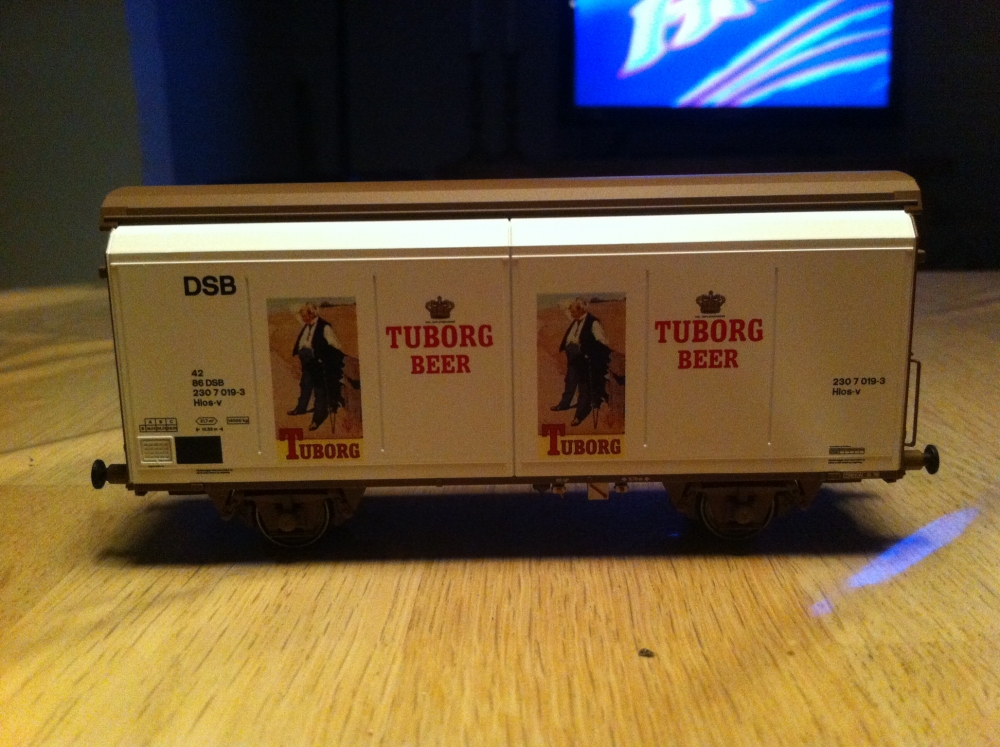 DSB
42
86 DSB
230 7 019-3
Hlos-v
TUBORG
TUBORG
BEER
TUBORG
TUBORG
BEER
230 7 019-3
Hlos-v